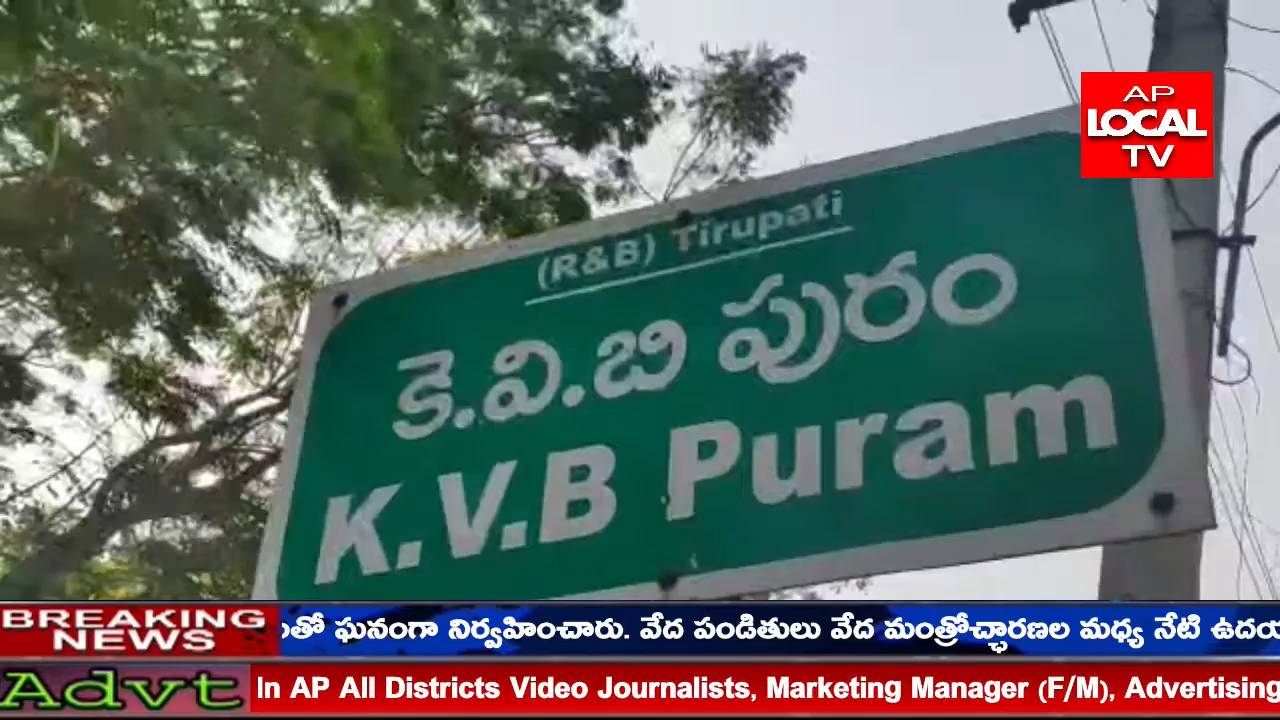 AP
LOCAL
TV
(R&B) Tirupati
కె.వి.బి పురం
K.V.B Puram
BREAKING
NEWS
ఘనంగా నిర్వహించారు. వేద పండితులు వేద మంత్రోచ్ఛారణల మధ్య నేటి
Advt
In AP All Districts Video Journalists, Marketing Manager (F/M), Advertising